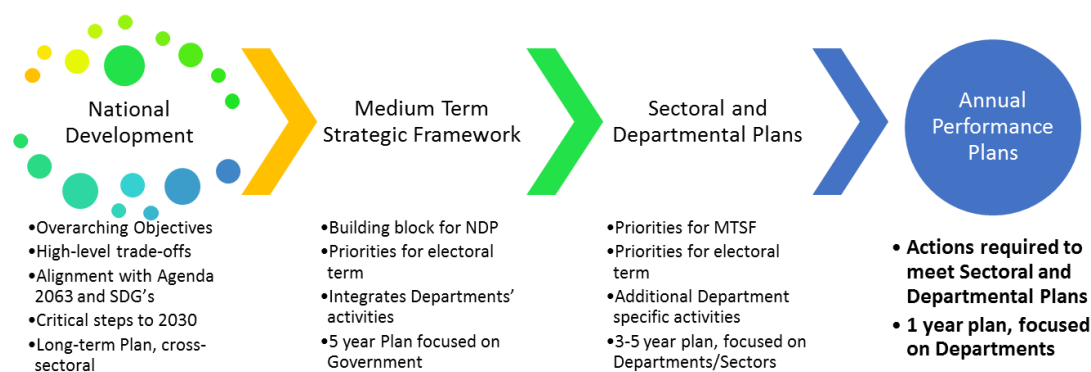 National
Development
•Overarching Objectives
•High-level trade-offs
•Alignment with Agenda
2063 and SDG's
•Critical steps to 2030
•Long-term Plan, cross-
sectoral
Medium Term
Strategic Framework
•Building block for NDP
•Priorities for electoral
term
•Integrates Departments'
activities
•5 year Plan focused on
Government
Sectoral and
Departmental Plans
•Priorities for MTSF
•Priorities for electoral
term
•Additional Department
specific activities
•3-5 year plan, focused on
Departments/Sectors
Annual
Performance
Plans
• Actions required to
meet Sectoral and
Departmental Plans
• 1 year plan, focused
on Departments